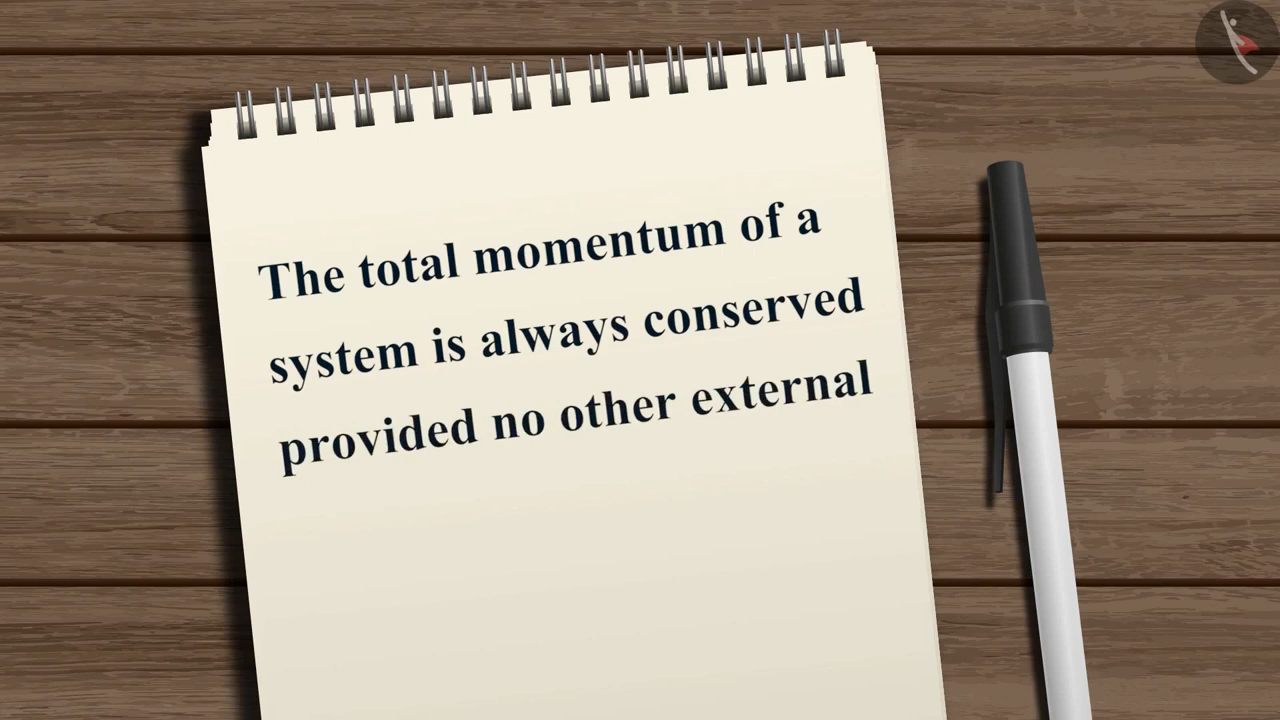 The total momentum of a
system is always conserved
provided no other external